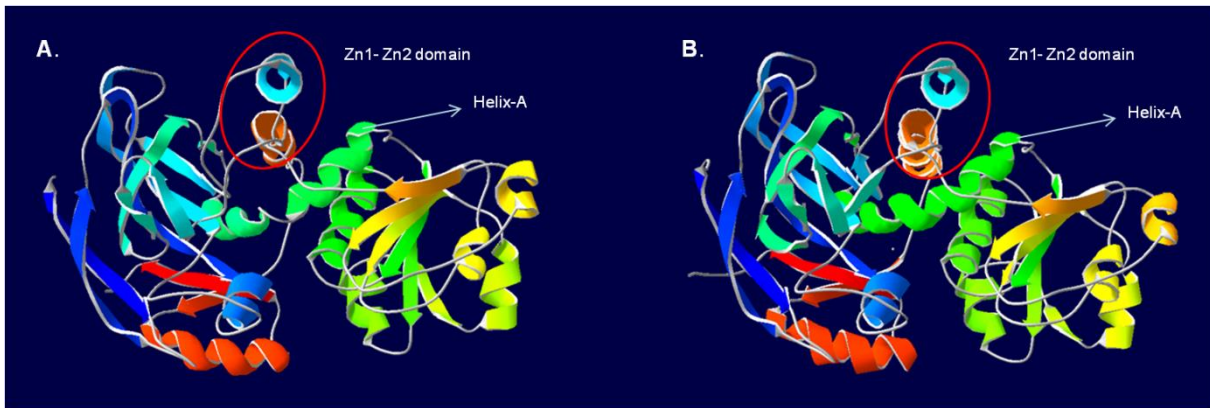 A.
Zn1- Zn2 domain
Helix-A
B.
Zn1- Zn2 domain
Helix-A